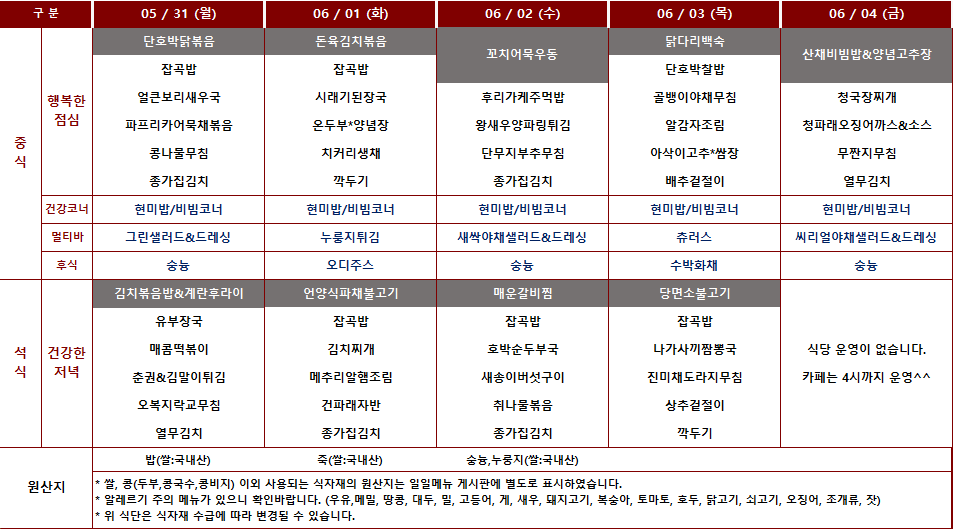 구 분 05 / 31 (월) 06 / 01 (화) 06 / 02 (수) 06 / 03 (목) 06 / 04 (금)
중식
행복한 점심
단호박닭볶음 돈육김치볶음 꼬치어묵우동 닭다리백숙 산채비빔밥&양념고추장
잡곡밥 잡곡밥 단호박찰밥
얼큰보리새우국 시래기된장국 후리가케주먹밥 골뱅이야채무침 청국장찌개
파프리카어묵채볶음 온두부*양념장 왕새우양파링튀김 알감자조림 청파래오징어까스&소스
콩나물무침 치커리생채 단무지부추무침 아삭이고추*쌈장 무짠지무침
종가집김치 깍두기 종가집김치 배추겉절이 열무김치
건강코너 현미밥/비빔코너 현미밥/비빔코너 현미밥/비빔코너 현미밥/비빔코너 현미밥/비빔코너
멀티바 그린샐러드&드레싱 누룽지튀김 새싹야채샐러드&드레싱 츄러스 씨리얼야채샐러드&드레싱
후식 숭늉 오디주스 숭늉 수박화채 숭늉
석식
건강한 저녁
김치볶음밥&계란후라이 언양식파채불고기 매운갈비찜 당면소불고기
유부장국 잡곡밥 잡곡밥 잡곡밥
매콤떡볶이 김치찌개 호박순두부국 나가사끼짬뽕국 식당 운영이 없습니다.
춘권&김말이튀김 메추리알햄조림 새송이버섯구이 진미채도라지무침 카페는 4시까지 운영^^
오복지락교무침 건파래자반 취나물볶음 상추겉절이
열무김치 종가집김치 종가집김치 깍두기
원산지
밥(쌀:국내산) 죽(쌀:국내산) 숭늉,누룽지(쌀:국내산)
* 쌀, 콩(두부,콩국수,콩비지) 이외 사용되는 식자재의 원산지는 일일메뉴 게시판에 별도로 표시하였습니다.
* 알레르기 주의 메뉴가 있으니 확인바랍니다. (우유,메밀, 땅콩, 대두, 밀, 고등어, 게, 새우, 돼지고기, 복숭아, 토마토, 호두, 닭고기, 쇠고기, 오징어, 조개류, 잣)
* 위 식단은 식자재 수급에 따라 변경될 수 있습니다.